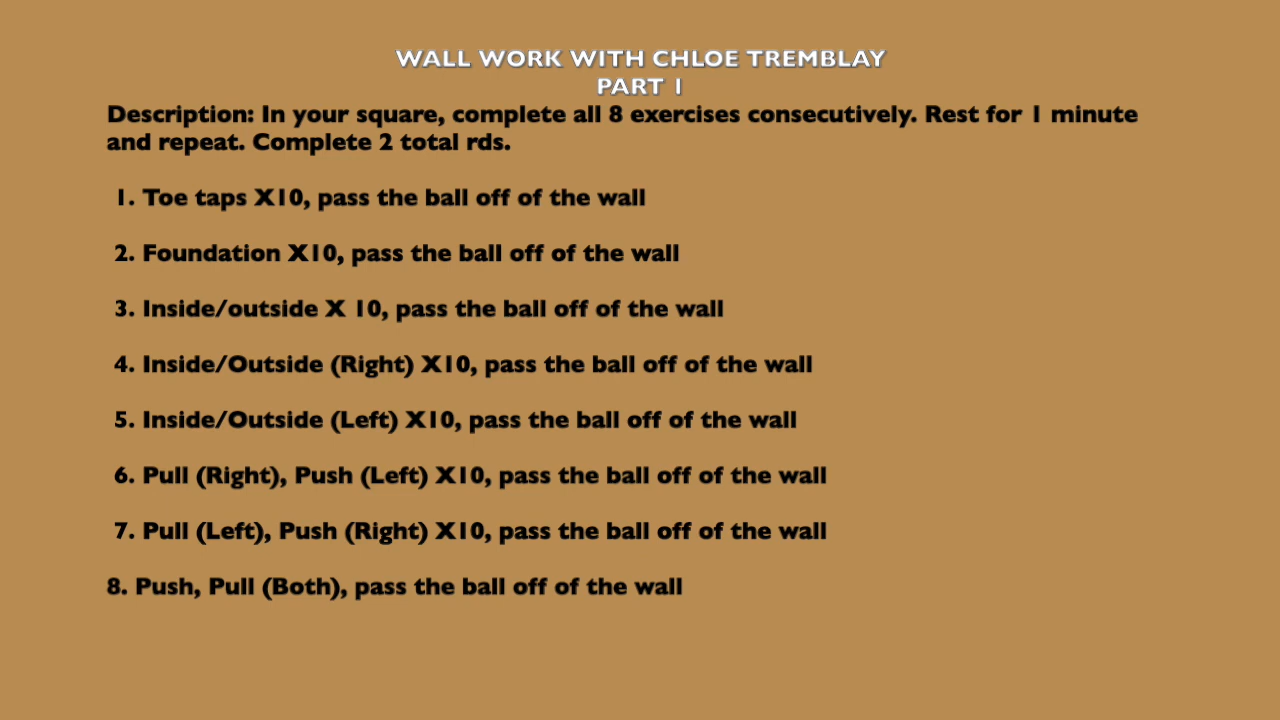 WALL WORK WITH CHLOE TREMBLAY
PART 1
Description: In your square, complete all 8 exercises consecutively. Rest for 1 minute
and repeat. Complete 2 total rds.
1. Toe taps X10, pass the ball off of the wall
2. Foundation X10, pass the ball off of the wall
3. Inside/outside X 10, pass the ball off of the wall
4. Inside/Outside (Right) X10, pass the ball off of the wall
5. Inside/Outside (Left) X10, pass the ball off of the wall
6. Pull (Right), Push (Left) X10, pass the ball off of the wall
7. Pull (Left), Push (Right) X10, pass the ball off of the wall
8. Push, Pull (Both), pass the ball off of the wall